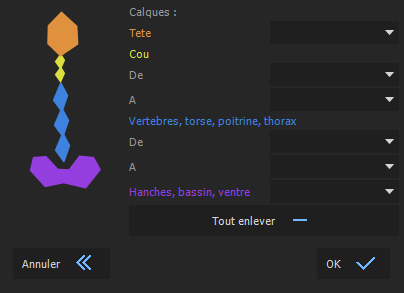 Calques :
Tete
Cou
De
A
Vertebres, torse, poitrine, thorax
De
A
Hanches, bassin, ventre
Tout enlever
Annuler
OK